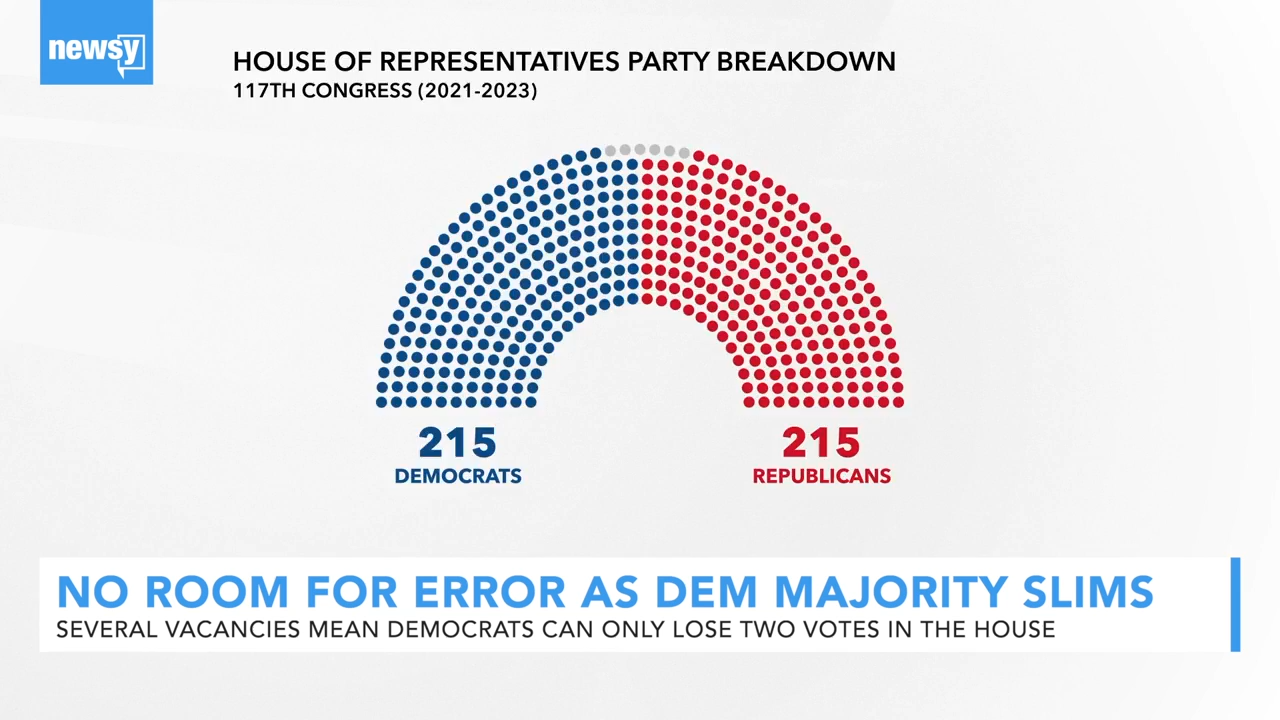 newsy
HOUSE OF REPRESENTATIVES PARTY BREAKDOWN
117TH CONGRESS (2021-2023)
215
DEMOCRATS
215
REPUBLICANS
NO ROOM FOR ERROR AS DEM MAJORITY SLIMS
SEVERAL VACANCIES MEAN DEMOCRATS CAN ONLY LOSE TWO VOTES IN THE HOUSE